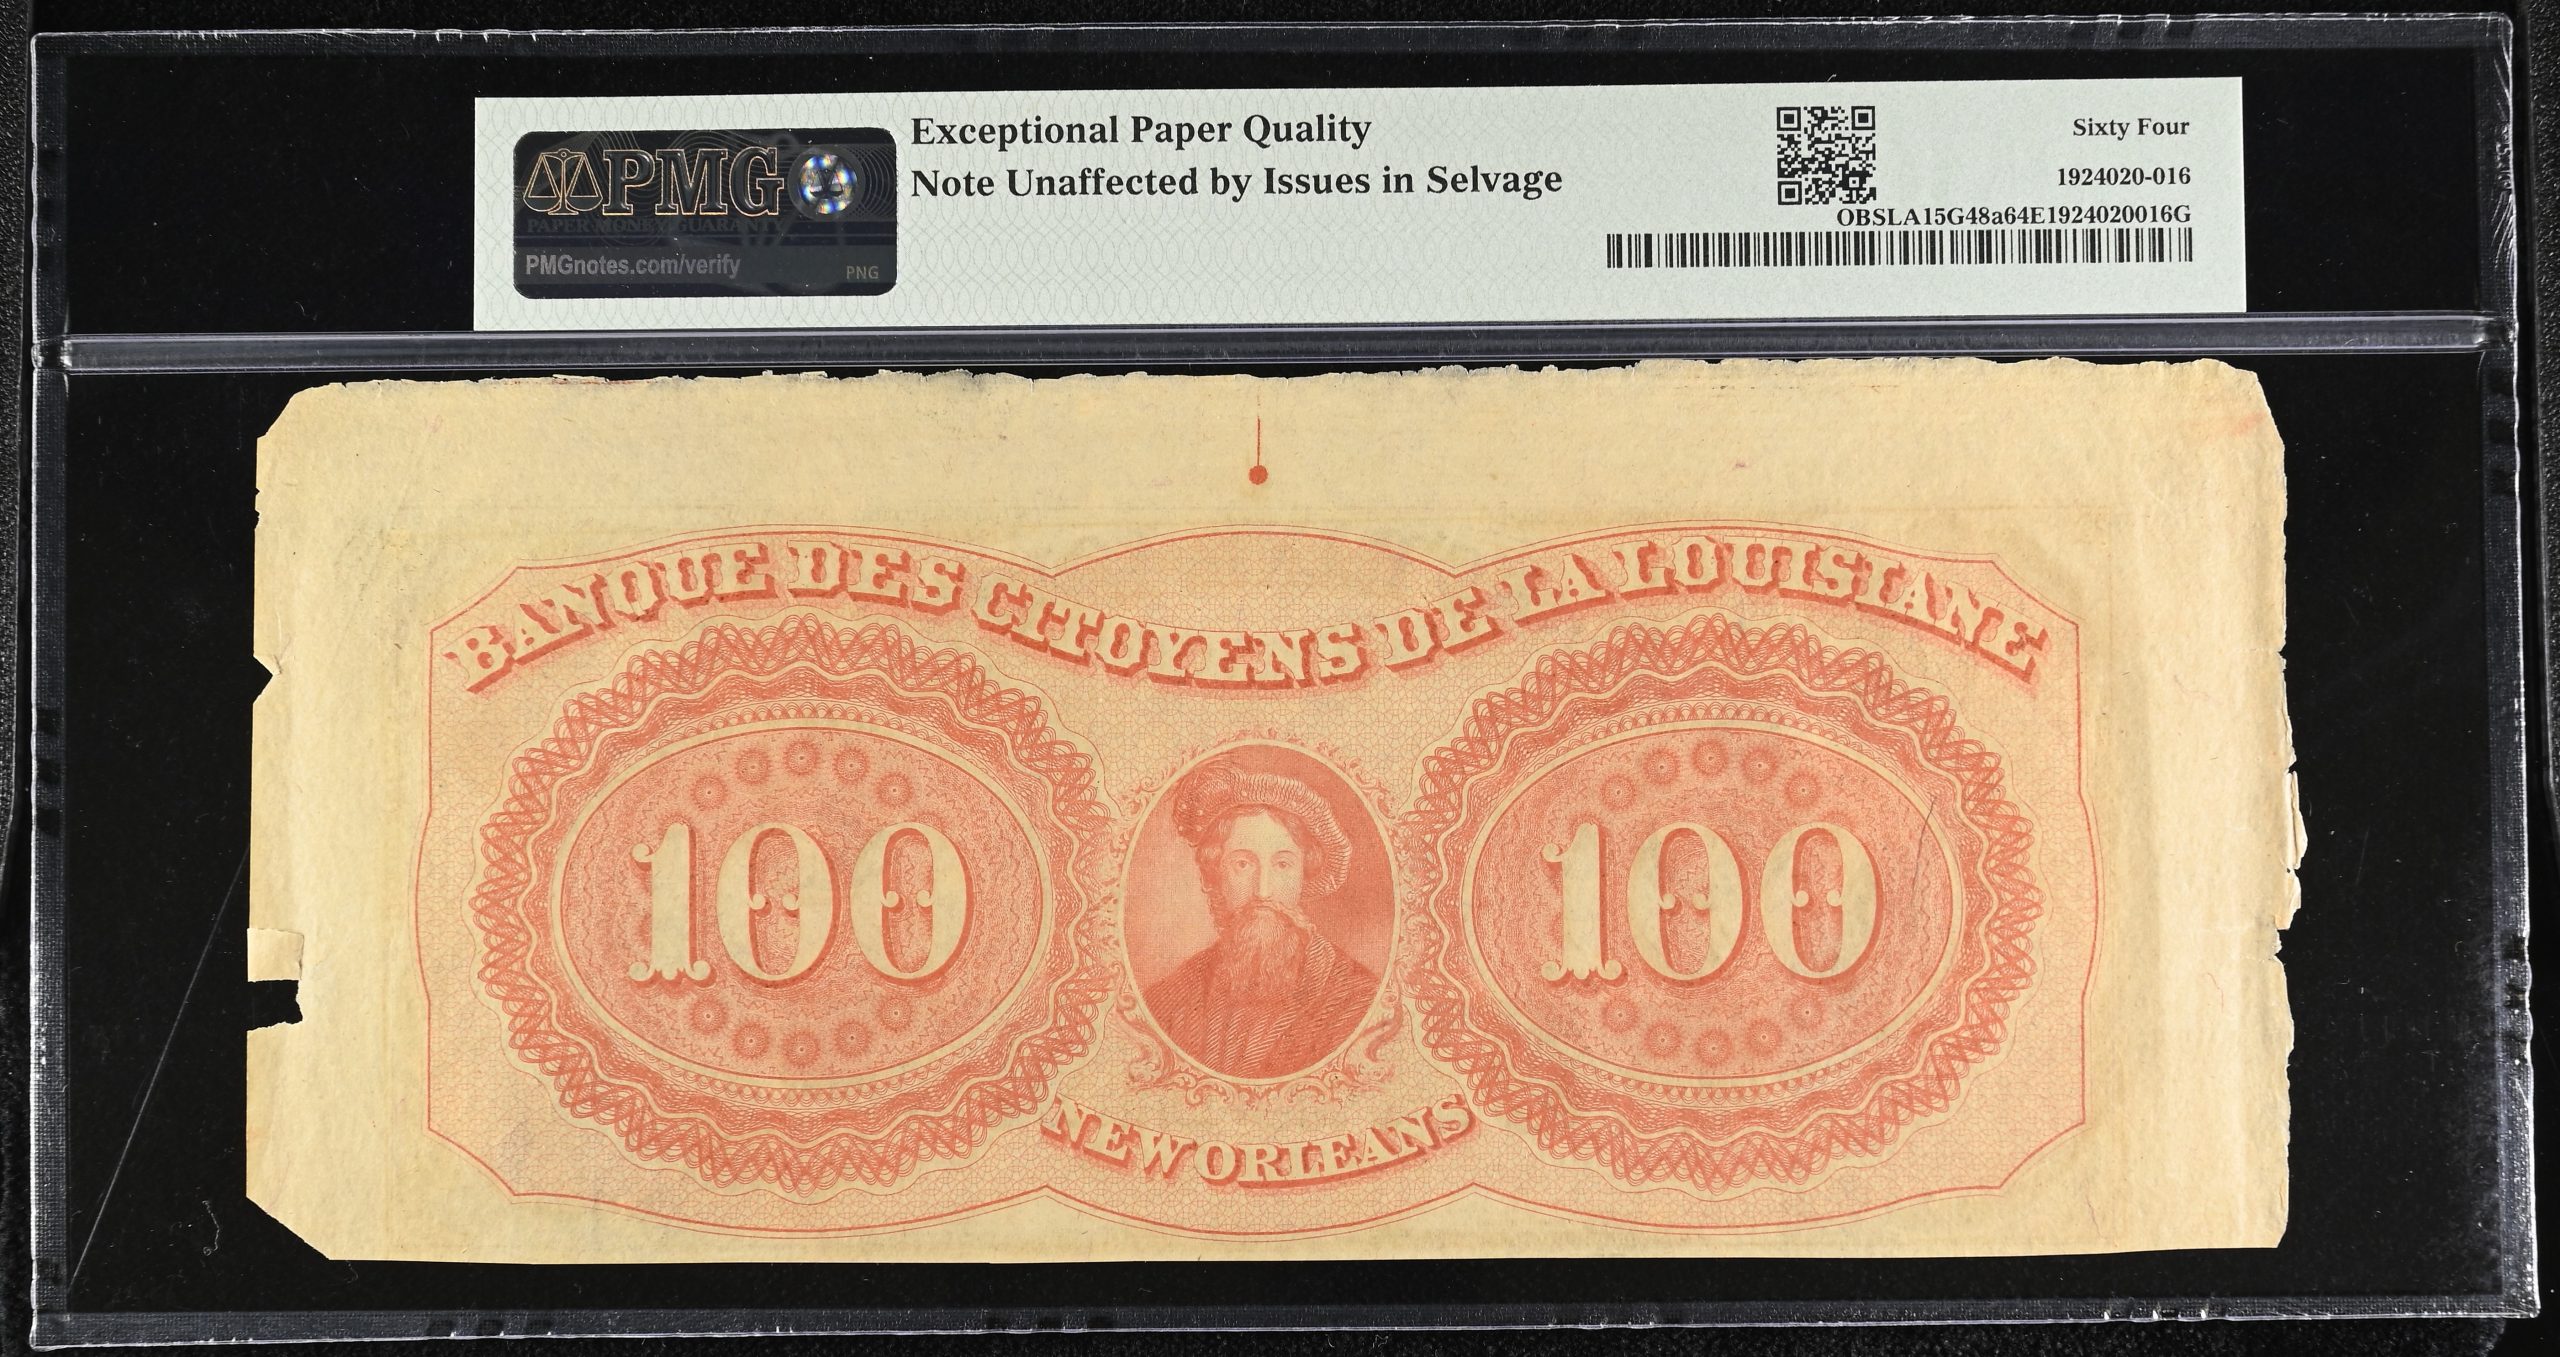 Exceptional Paper Quality
Note Unaffected by Issues in Selvage
PMG
PAPER MONEY GUARANTY
PMGnotes.com/verify
PNG
Sixty Four
1924020-016
OBSLA15G48a64E1924020016G
BANQUE DES CITOYENS DE LA LOUISIANE
100
100
NEW ORLEANS